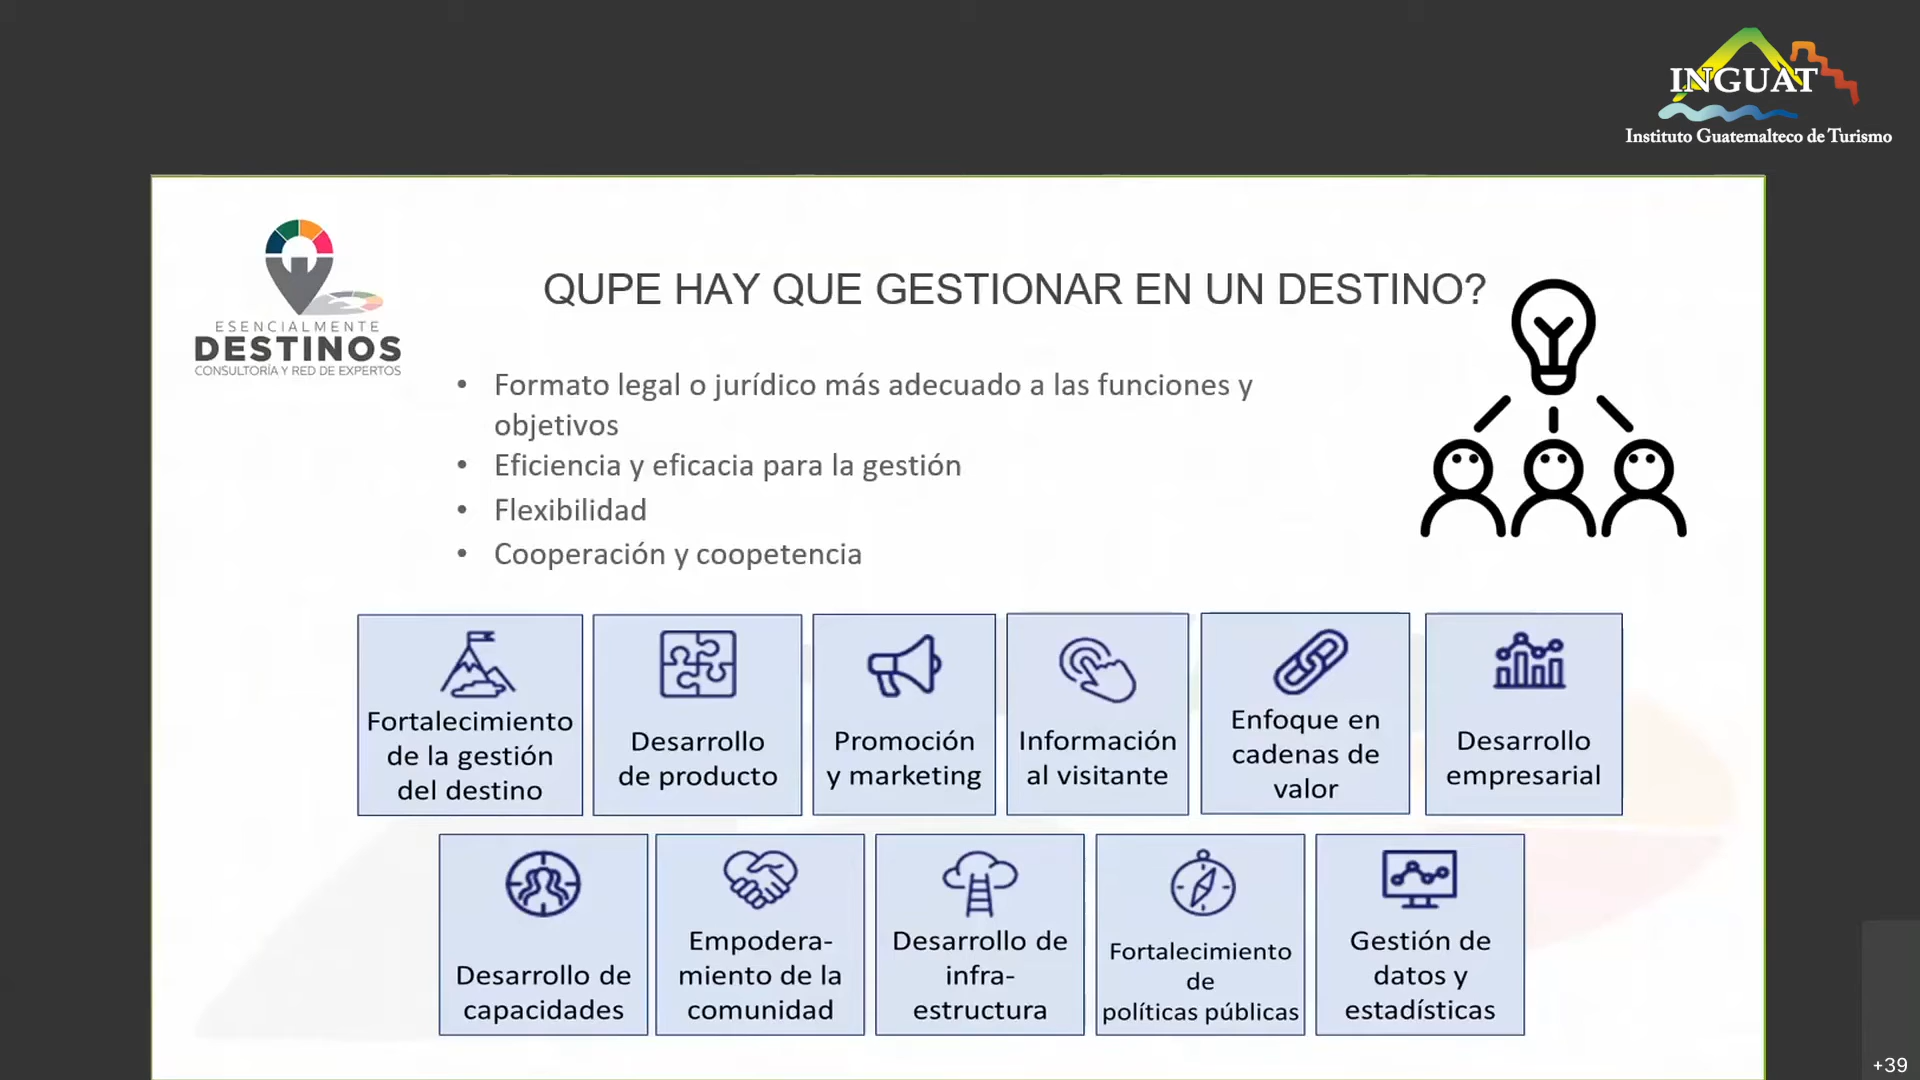 INGUAT
Instituto Guatemalteco de Turismo
ESENCIALMENTE
DESTINOS
CONSULTORÍA Y RED DE EXPERTOS
QUPE HAY QUE GESTIONAR EN UN DESTINO?
• Formato legal o jurídico más adecuado a las funciones y
objetivos
• Eficiencia y eficacia para la gestión
• Flexibilidad
• Cooperación y coopetencia
Fortalecimiento
de la gestión
del destino
Desarrollo
de producto
Promoción
y marketing
Información
al visitante
Enfoque en
cadenas de
valor
Desarrollo
empresarial
Desarrollo de
capacidades
Empodera-
miento de la
comunidad
Desarrollo de
infra-
estructura
Fortalecimiento
de
políticas públicas
Gestión de
datos y
estadísticas
+39